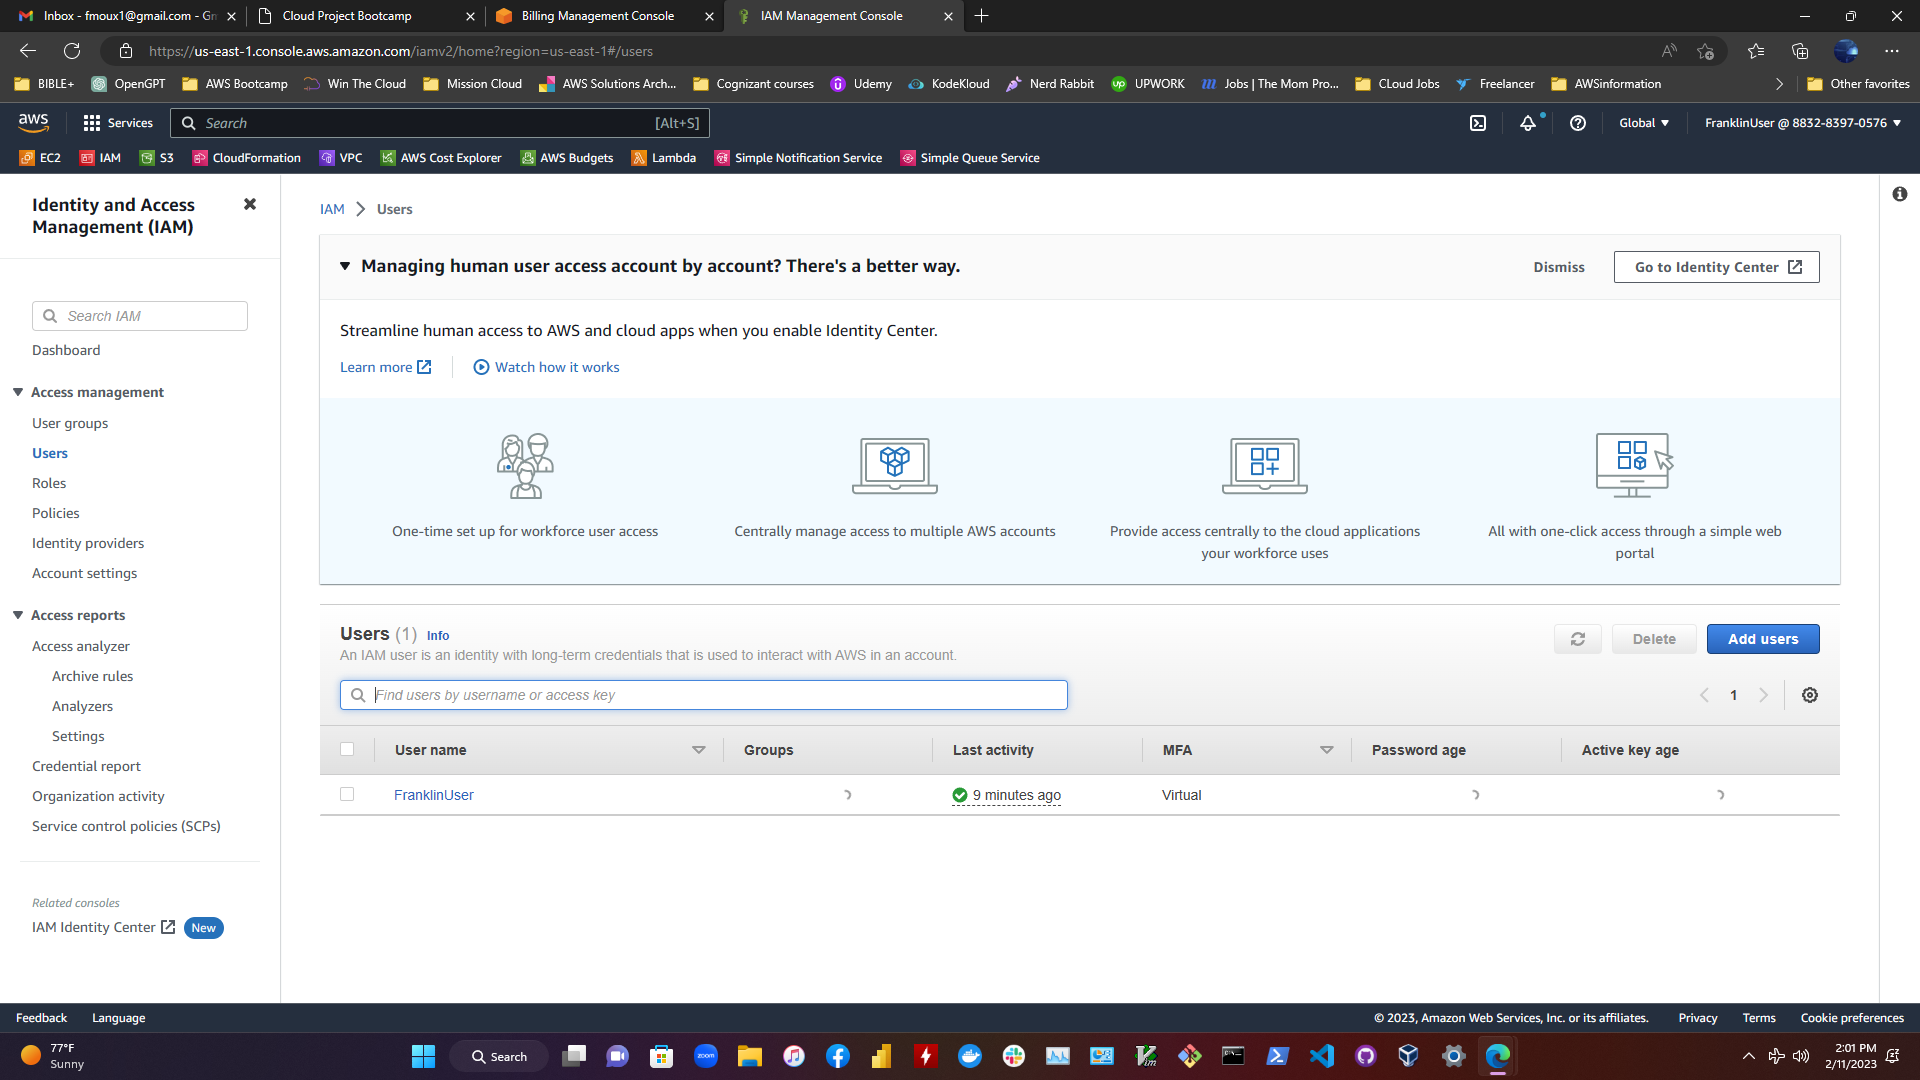 Inbox - fmoux1@gmail.com - Gm
Cloud Project Bootcamp
Billing Management Console
IAM Management Console
https://us-east-1.console.aws.amazon.com/iamv2/home?region=us-east-1#/users
BIBLE+
OpenGPT
AWS Bootcamp
Win The Cloud
Mission Cloud
AWS Solutions Arch...
Cognizant courses
Udemy
KodeKloud
Nerd Rabbit
UPWORK
Jobs | The Mom Pro...
CLoud Jobs
Freelancer
AWSinformation
Other favorites
aws
Services
Search
[Alt+S]
Global
FranklinUser @ 8832-8397-0576
EC2
IAM
S3
CloudFormation
VPC
AWS Cost Explorer
AWS Budgets
Lambda
Simple Notification Service
Simple Queue Service
Identity and Access
Management (IAM)
Search IAM
Dashboard
Access management
User groups
Users
Roles
Policies
Identity providers
Account settings
Access reports
Access analyzer
Archive rules
Analyzers
Settings
Credential report
Organization activity
Service control policies (SCPs)
Related consoles
IAM Identity Center
New
IAM > Users
Managing human user access account by account? There's a better way.
Dismiss
Go to Identity Center
Streamline human access to AWS and cloud apps when you enable Identity Center.
Learn more
Watch how it works
One-time set up for workforce user access
Centrally manage access to multiple AWS accounts
Provide access centrally to the cloud applications
your workforce uses
All with one-click access through a simple web
portal
Users (1) Info
An IAM user is an identity with long-term credentials that is used to interact with AWS in an account.
Delete
Add users
Find users by username or access key
1
User name
Groups
Last activity
MFA
Password age
Active key age
FranklinUser
9 minutes ago
Virtual
Feedback
Language
© 2023, Amazon Web Services, Inc. or its affiliates.
Privacy
Terms
Cookie preferences
77°F
Sunny
Search
zoom
2:01 PM
2/11/2023